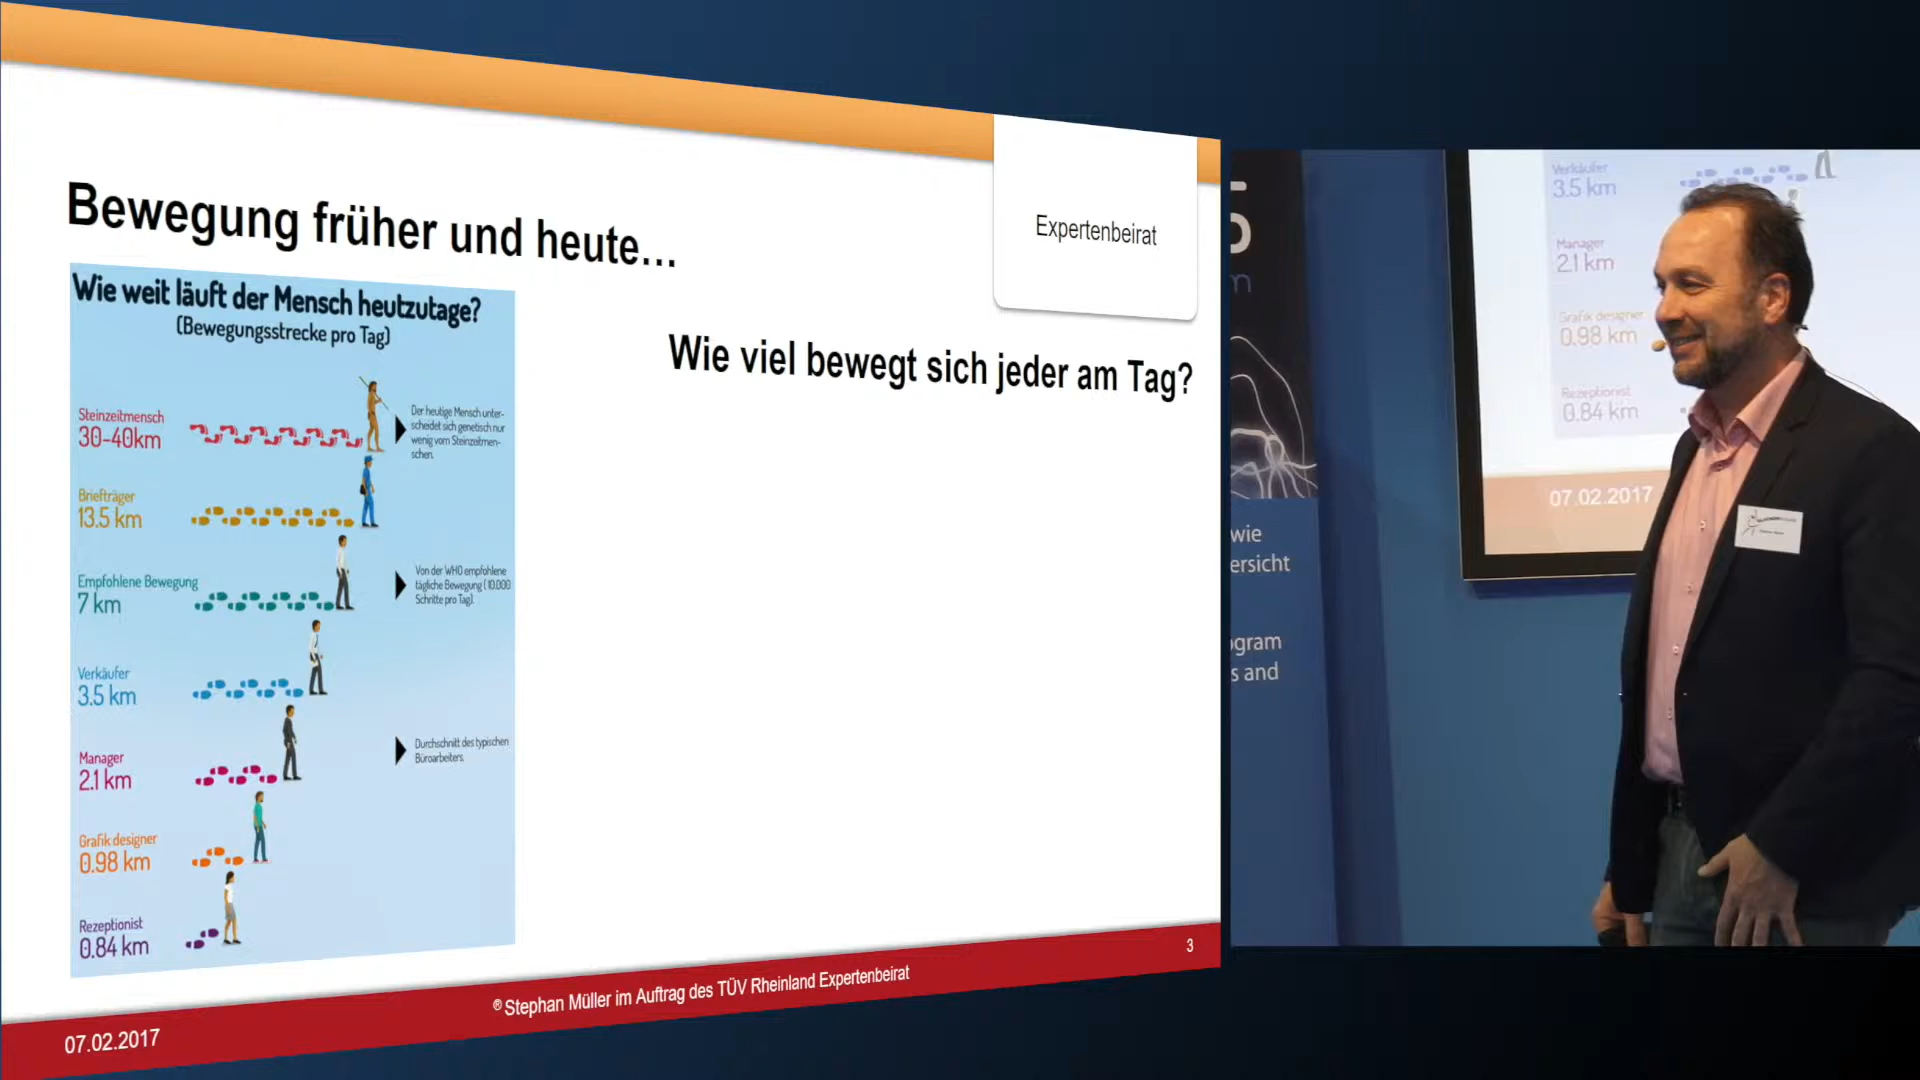 Expertenbeirat
Bewegung früher und heute...
Wie weit läuft der Mensch heutzutage?
(Bewegungsstrecke pro Tag)
Wie viel bewegt sich jeder am Tag?
Steinzeitmensch
30-40km
Der heutige Mensch unter-
scheidet sich genetisch nur
wenig vom Steinzeitmen-
schen.
Briefträger
13.5 km
Empfohlene Bewegung
7 km
Von der WHO empfohlene
tägliche Bewegung (10.000
Schritte pro Tag).
Verkäufer
3.5 km
Manager
2.1 km
Durchschnitt des typischen
Büroarbeiters.
Grafik designer
0.98 km
Rezeptionist
0.84 km
07.02.2017
® Stephan Müller im Auftrag des TÜV Rheinland Expertenbeirat
3
Verkäufer
3.5 km
Manager
2.1 km
Grafik designer
0.98 km
Rezeptionist
0.84 km
07.02.2017
5
m
wie
ersicht
ogram
s and